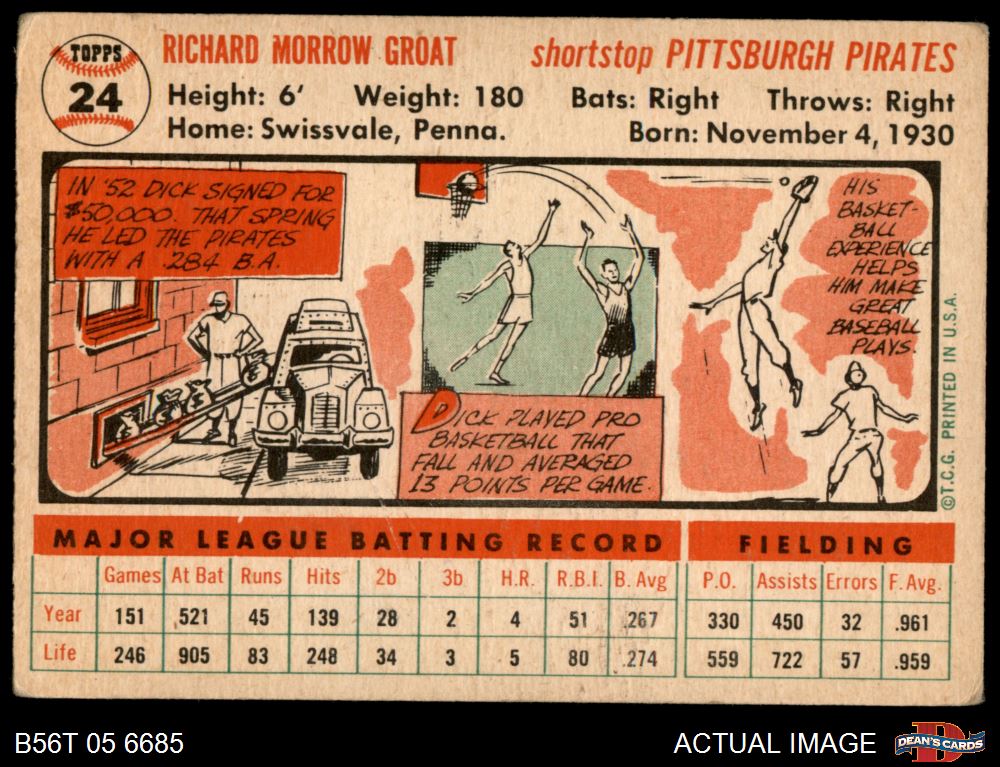 TOPPS
24
RICHARD MORROW GROAT
shortstop PITTSBURGH PIRATES
Height: 6' Weight: 180 Bats: Right Throws: Right
Home: Swissvale, Penna. Born: November 4, 1930
IN '52 DICK SIGNED FOR
$50,000. THAT SPRING
HE LED THE PIRATES
WITH A .284 B.A.
DICK PLAYED PRO
BASKETBALL THAT
FALL AND AVERAGED
13 POINTS PER GAME.
HIS
BASKET-
BALL
EXPERIENCE
HELPS
HIM MAKE
GREAT
BASEBALL
PLAYS.
©T.C.G. PRINTED IN U.S.A.
MAJOR LEAGUE BATTING RECORD FIELDING
Games At Bat Runs Hits 2b 3b H.R. R.B.I. B. Avg P.O. Assists Errors F. Avg.
Year 151 521 45 139 28 2 4 51 .267 330 450 32 .961
Life 246 905 83 248 34 3 5 80 .274 559 722 57 .959
B56T 05 6685 ACTUAL IMAGE DEAN'S CARDS